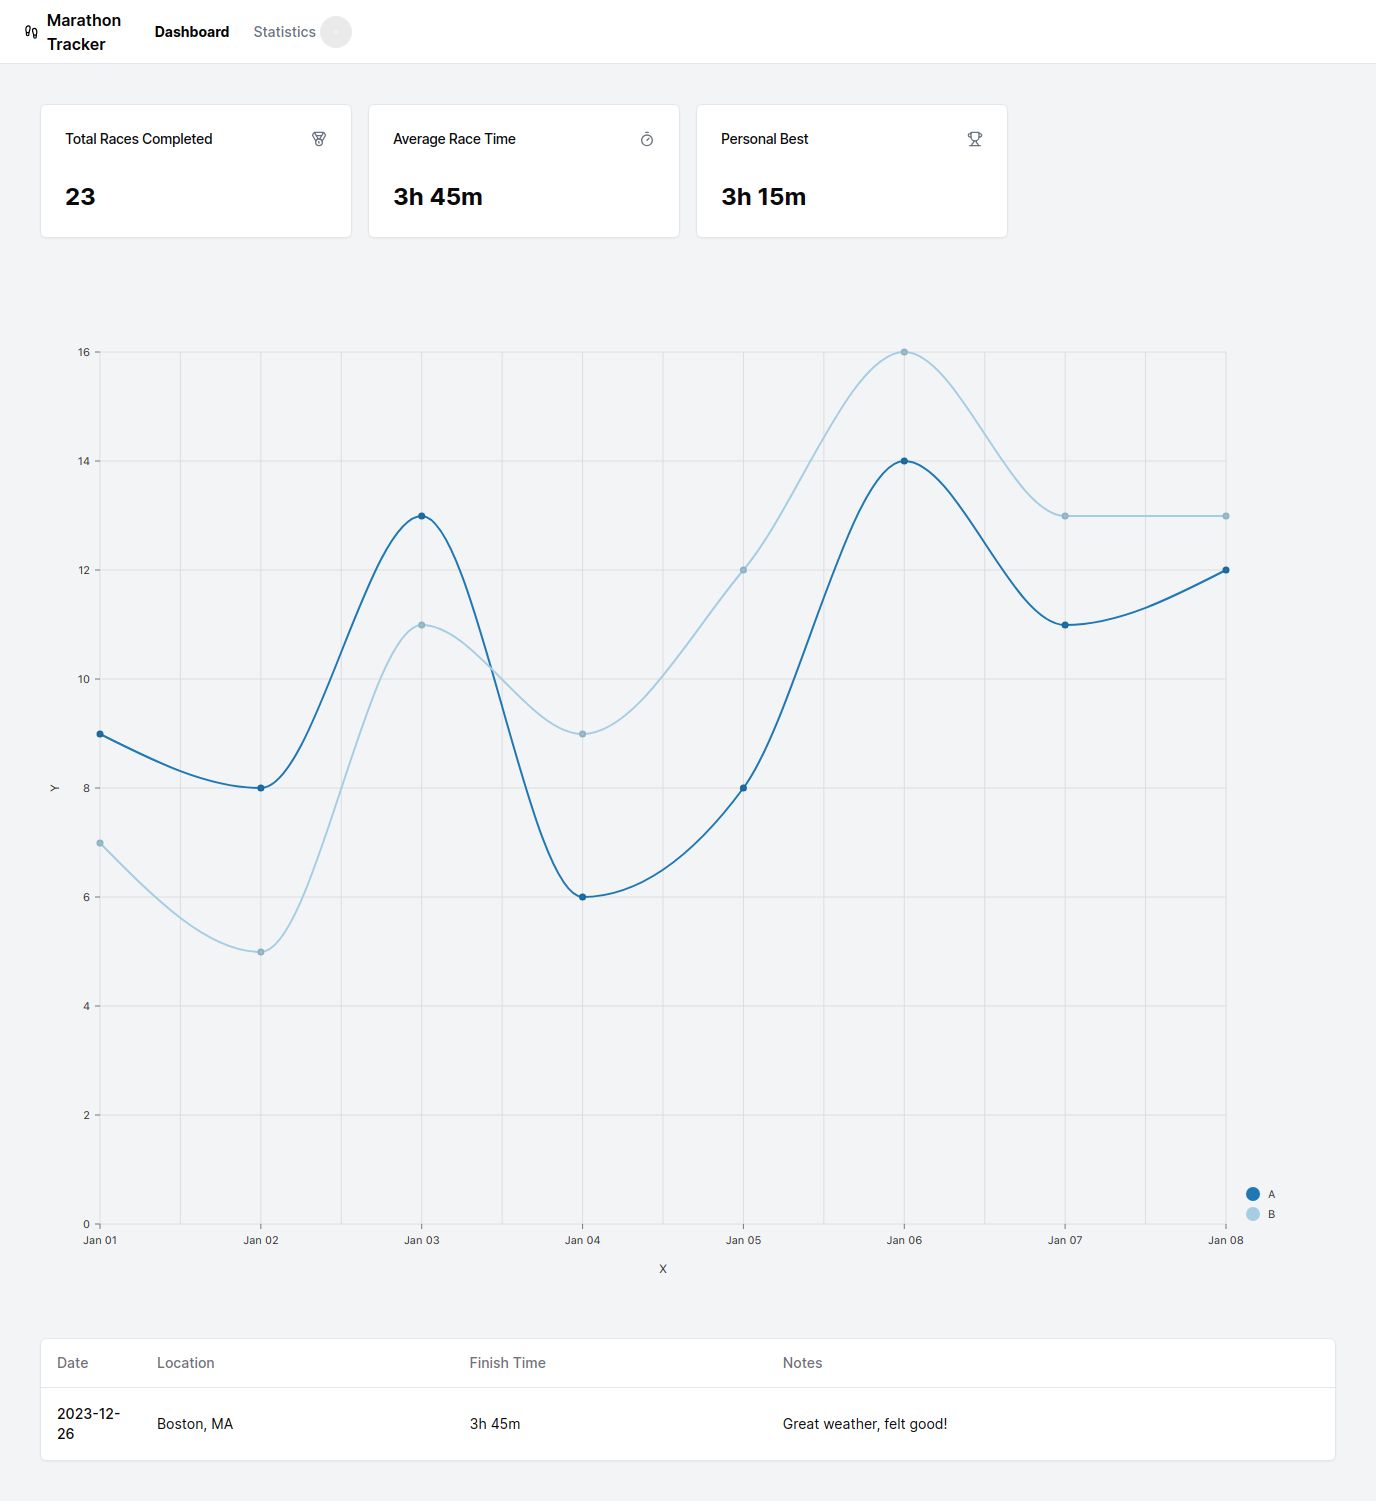 Marathon
Tracker
Dashboard
Statistics
Total Races Completed
23
Average Race Time
3h 45m
Personal Best
3h 15m
16
14
12
10
8
6
4
2
0
Y
Jan 01
Jan 02
Jan 03
Jan 04
Jan 05
Jan 06
Jan 07
Jan 08
X
A
B
Date Location Finish Time Notes
2023-12-
26
Boston, MA
3h 45m
Great weather, felt good!